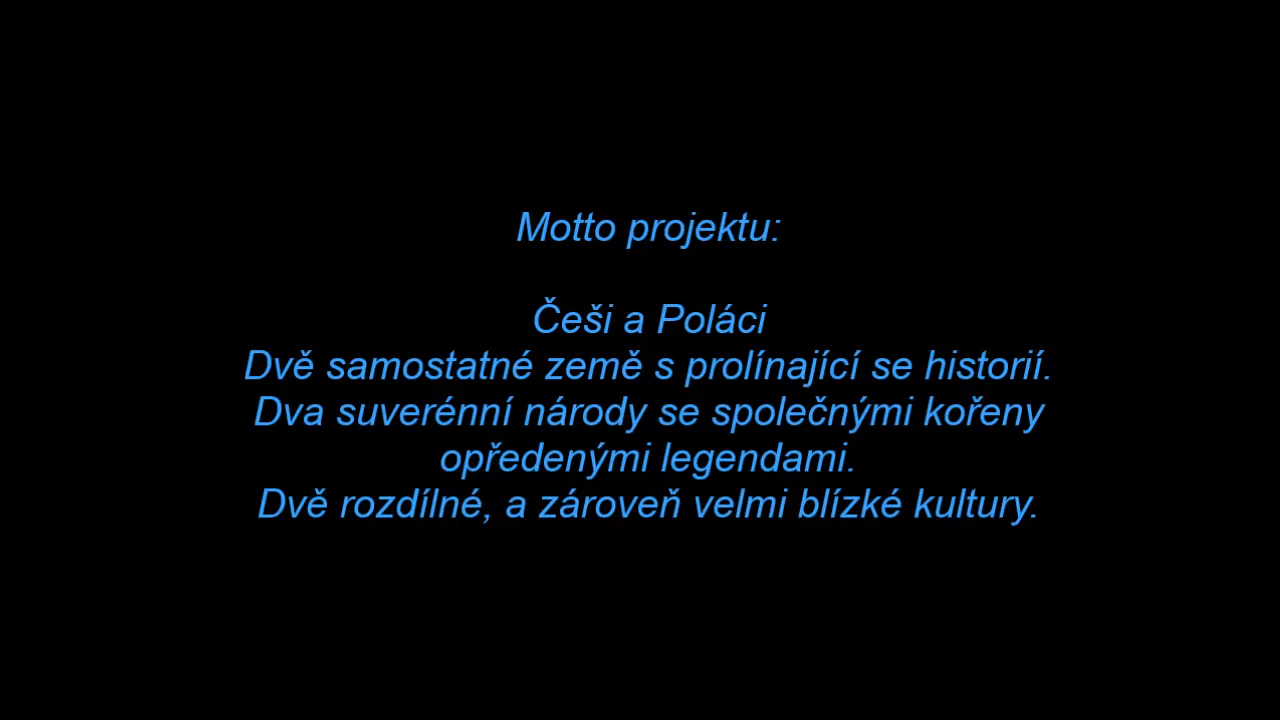 Motto projektu:
Češi a Poláci
Dvě samostatné země s prolínající se historií.
Dva suverénní národy se společnými kořeny
opředenými legendami.
Dvě rozdílné, a zároveň velmi blízké kultury.